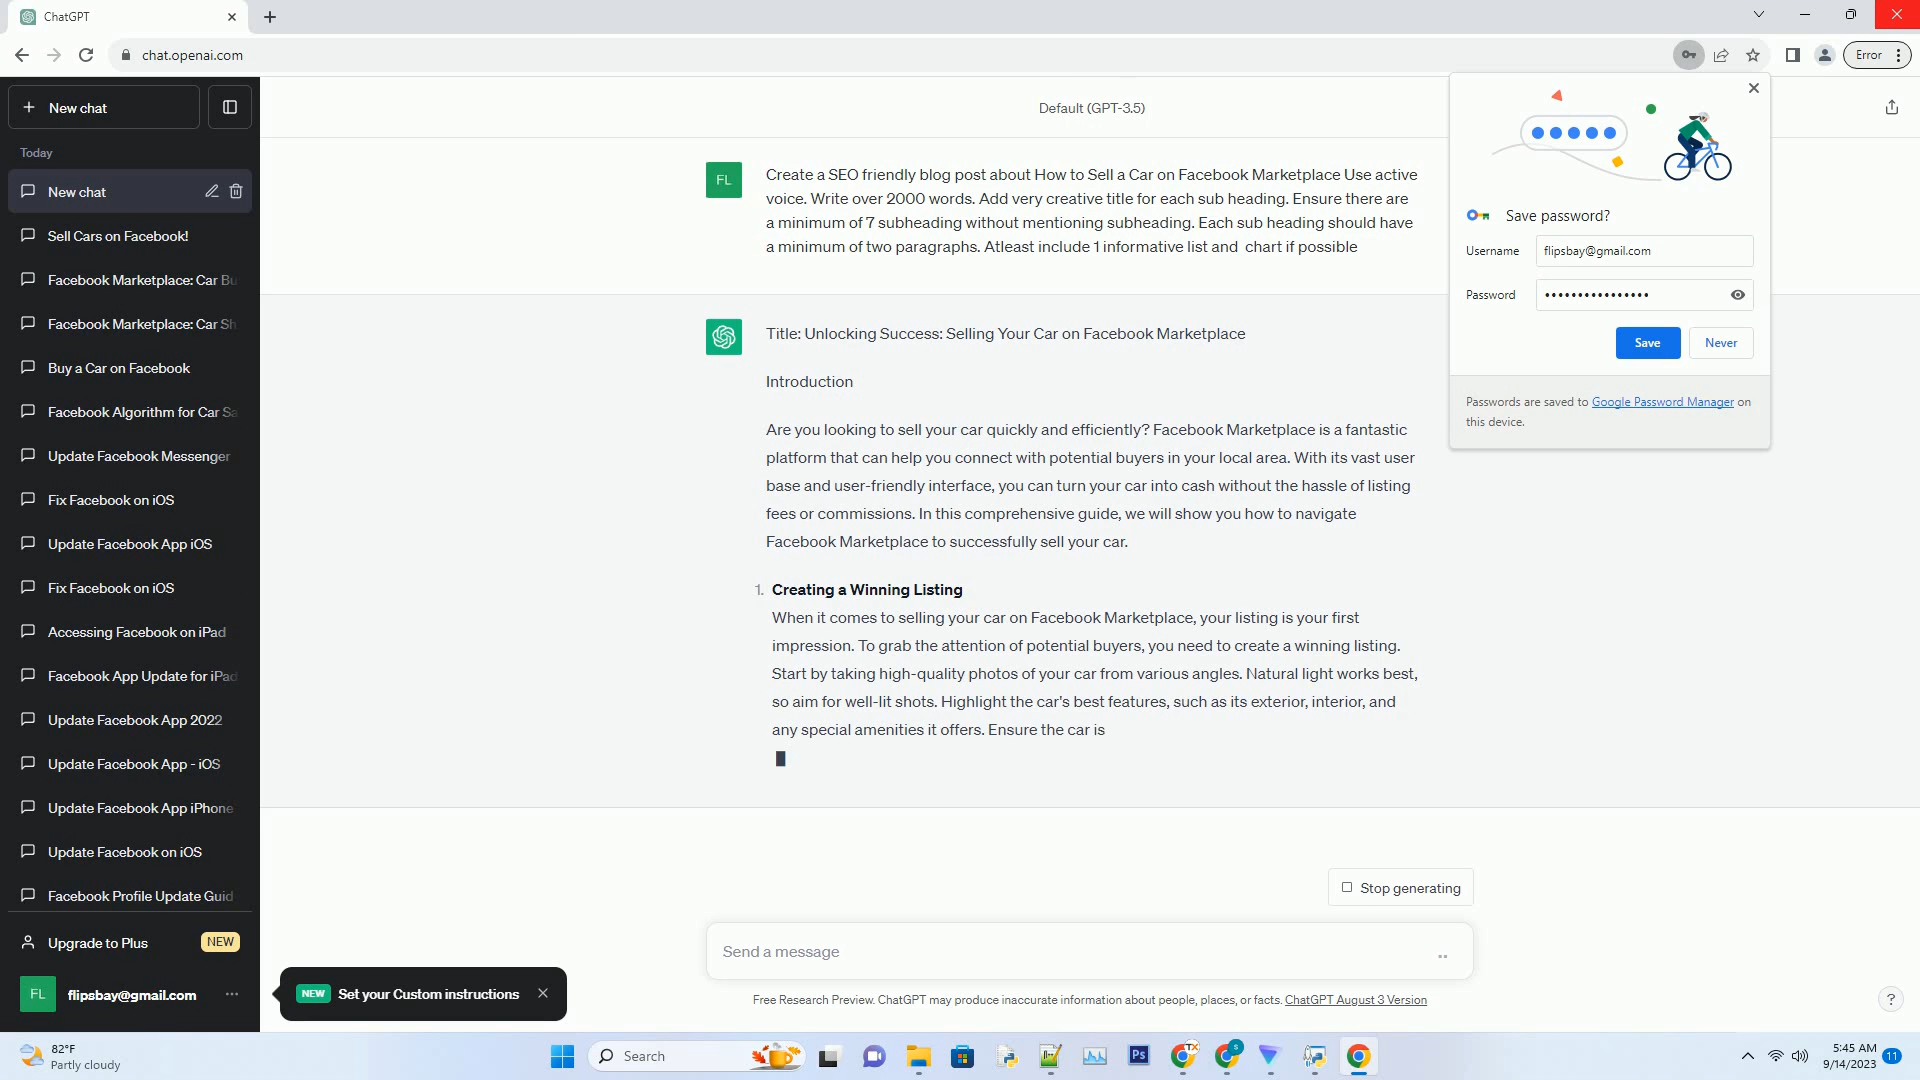 ChatGPT
chat.openai.com
Error
New chat
Today
New chat
Sell Cars on Facebook!
Facebook Marketplace: Car Bu
Facebook Marketplace: Car Sh
Buy a Car on Facebook
Facebook Algorithm for Car Sa
Update Facebook Messenger
Fix Facebook on iOS
Update Facebook App iOS
Fix Facebook on iOS
Accessing Facebook on iPad
Facebook App Update for iPad
Update Facebook App 2022
Update Facebook App - iOS
Update Facebook App iPhone
Update Facebook on iOS
Facebook Profile Update Guid
Upgrade to Plus NEW
FL flipsbay@gmail.com
Default (GPT-3.5)
FL
Create a SEO friendly blog post about How to Sell a Car on Facebook Marketplace Use active
voice. Write over 2000 words. Add very creative title for each sub heading. Ensure there are
a minimum of 7 subheading without mentioning subheading. Each sub heading should have
a minimum of two paragraphs. Atleast include 1 informative list and  chart if possible
Title: Unlocking Success: Selling Your Car on Facebook Marketplace
Introduction
Are you looking to sell your car quickly and efficiently? Facebook Marketplace is a fantastic
platform that can help you connect with potential buyers in your local area. With its vast user
base and user-friendly interface, you can turn your car into cash without the hassle of listing
fees or commissions. In this comprehensive guide, we will show you how to navigate
Facebook Marketplace to successfully sell your car.
1. Creating a Winning Listing
When it comes to selling your car on Facebook Marketplace, your listing is your first
impression. To grab the attention of potential buyers, you need to create a winning listing.
Start by taking high-quality photos of your car from various angles. Natural light works best,
so aim for well-lit shots. Highlight the car's best features, such as its exterior, interior, and
any special amenities it offers. Ensure the car is
Stop generating
Send a message
Free Research Preview. ChatGPT may produce inaccurate information about people, places, or facts. ChatGPT August 3 Version
NEW Set your Custom instructions
?
Save password?
Username flipsbay@gmail.com
Password ••••••••••••••••
Save Never
Passwords are saved to Google Password Manager on
this device.
82°F
Partly cloudy
Search
Ps
TX
S
5:45 AM
9/14/2023
11